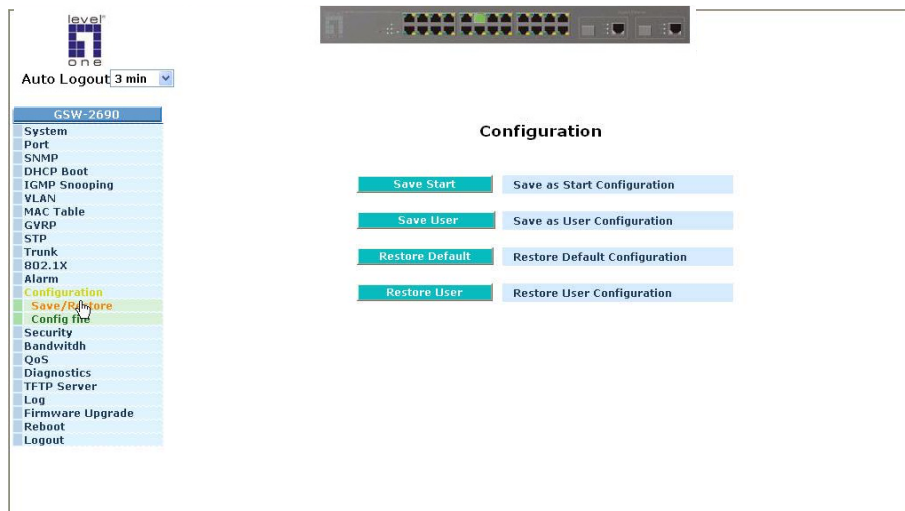 level
one
Auto Logout 3 min
GSW-2690
System
Port
SNMP
DHCP Boot
IGMP Snooping
VLAN
MAC Table
GVRP
STP
Trunk
802.1X
Alarm
Configuration
Save/Restore
Config file
Security
Bandwitdh
QoS
Diagnostics
TFTP Server
Log
Firmware Upgrade
Reboot
Logout
Configuration
Save Start Save as Start Configuration
Save User Save as User Configuration
Restore Default Restore Default Configuration
Restore User Restore User Configuration